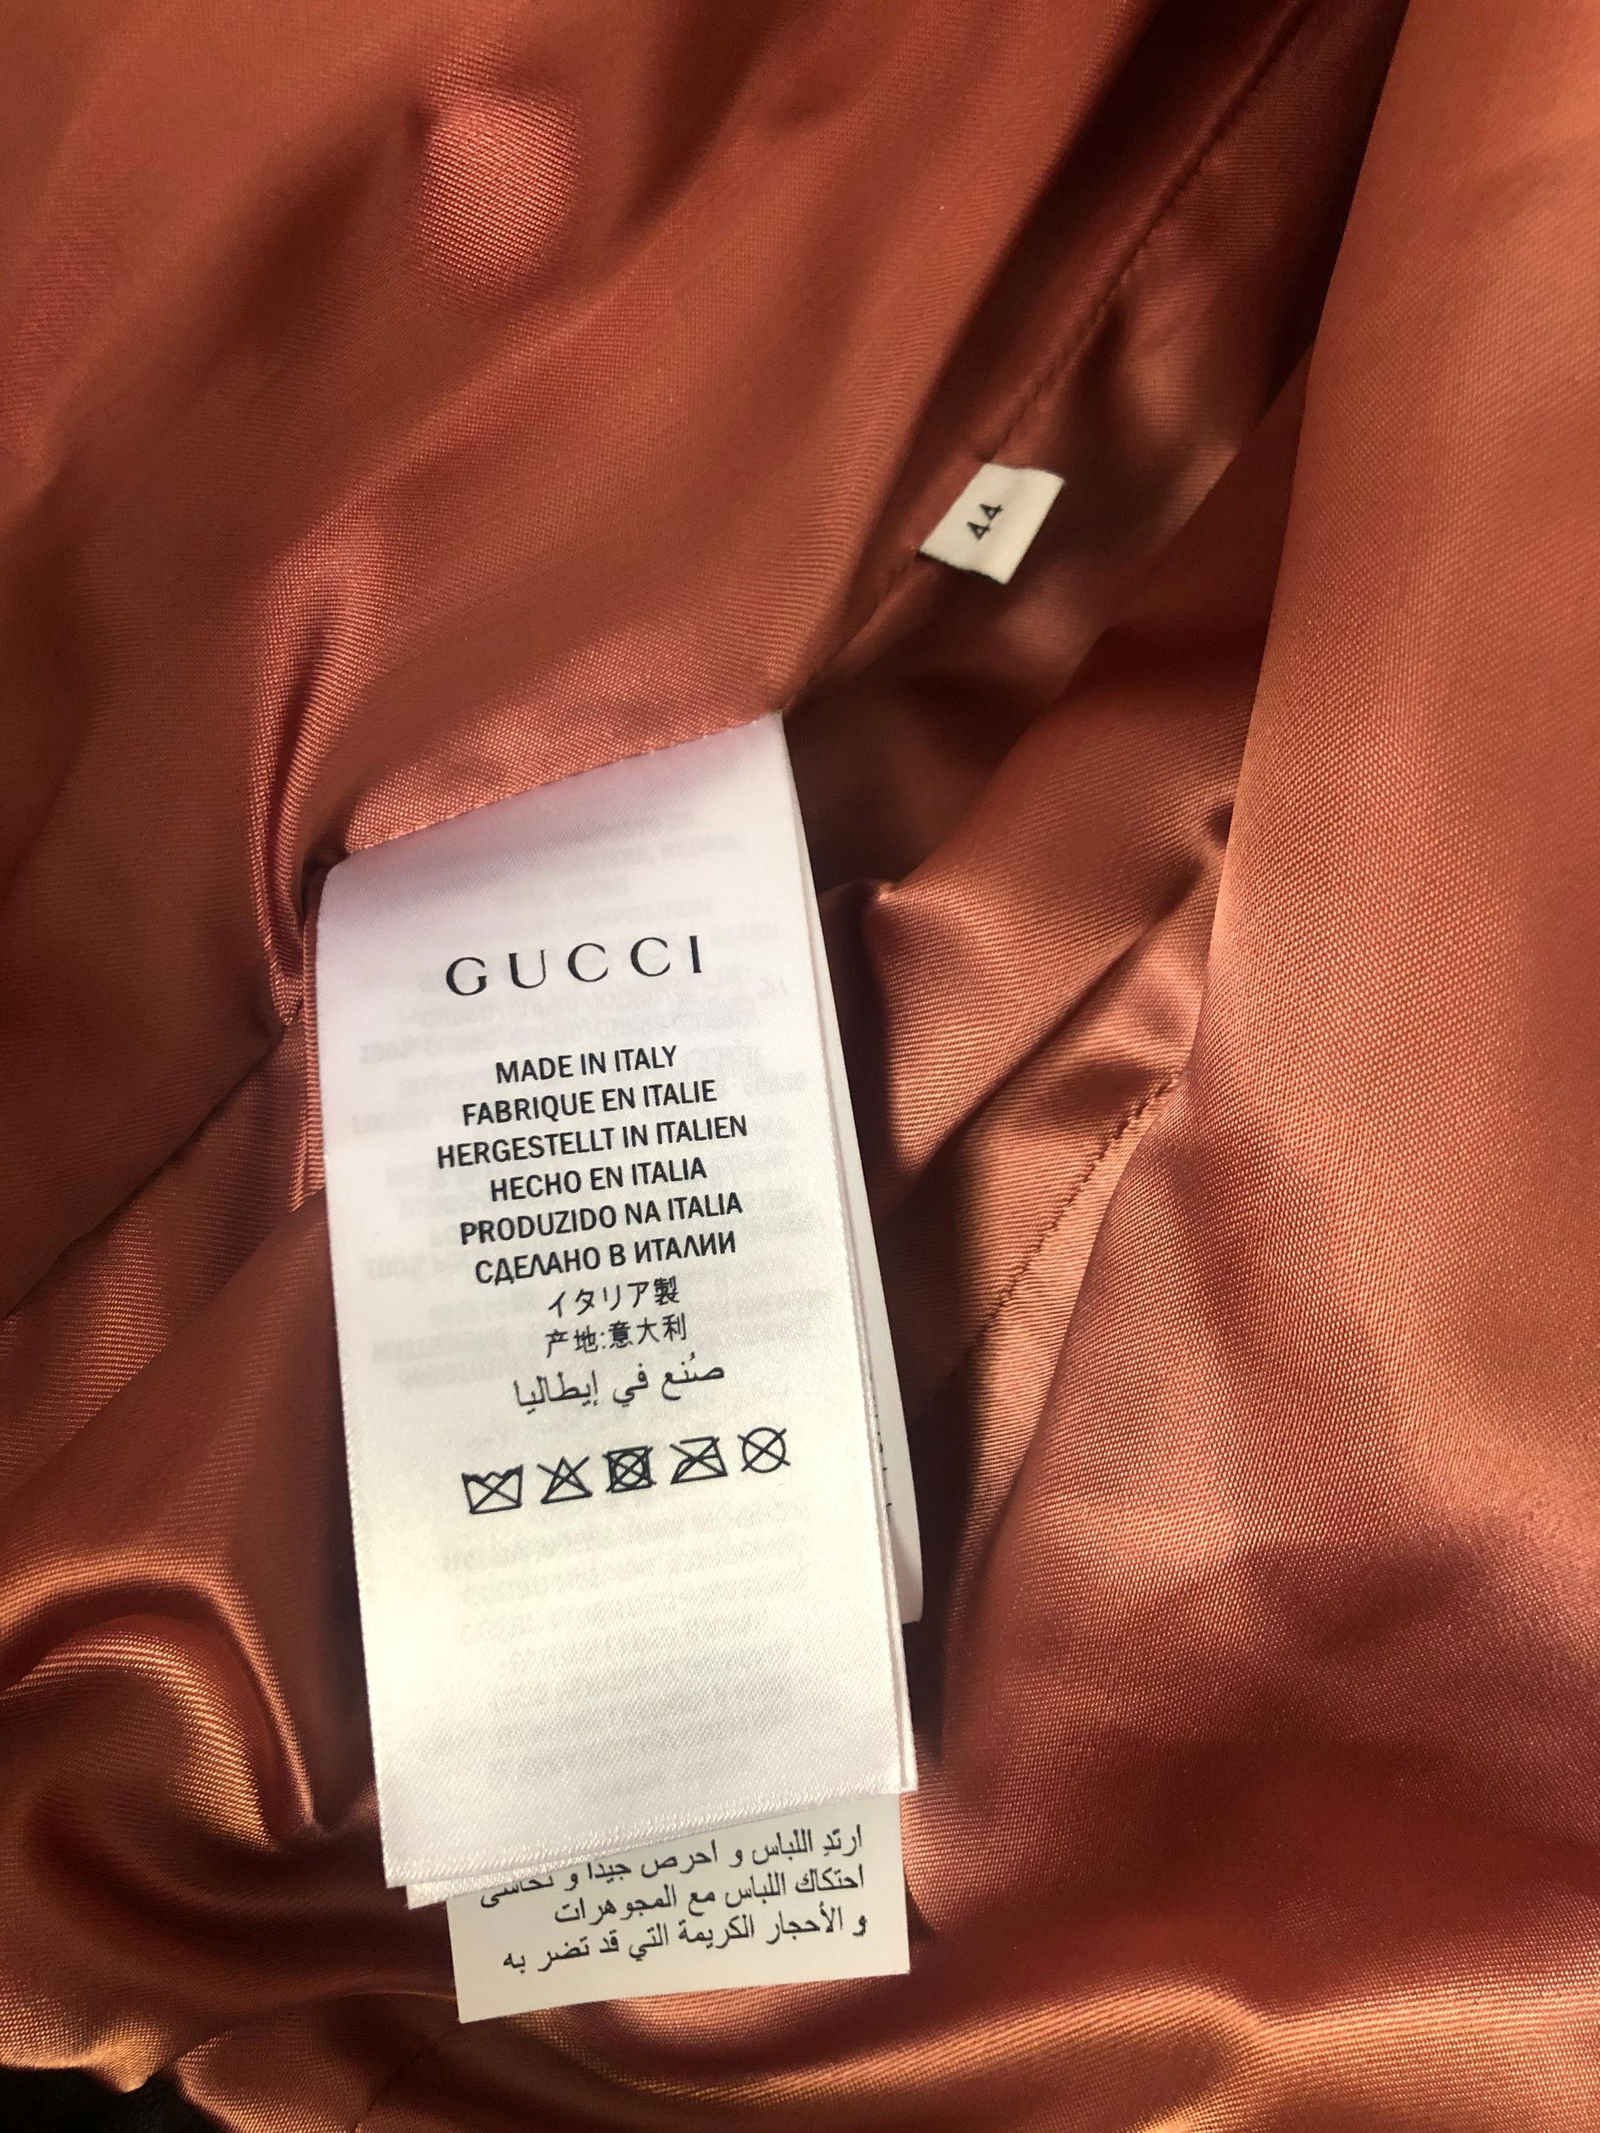 44
GUCCI
MADE IN ITALY
FABRIQUE EN ITALIE
HERGESTELLT IN ITALIEN
HECHO EN ITALIA
PRODUZIDO NA ITALIA
СДЕЛАНО В ИТАЛИИ
イタリア製
产地:意大利
صُنع في إيطاليا
ارتدِ اللباس و احرص جيدا و تحاشى
احتكاك اللباس مع المجوهرات
و الأحجار الكريمة التي قد تضر به